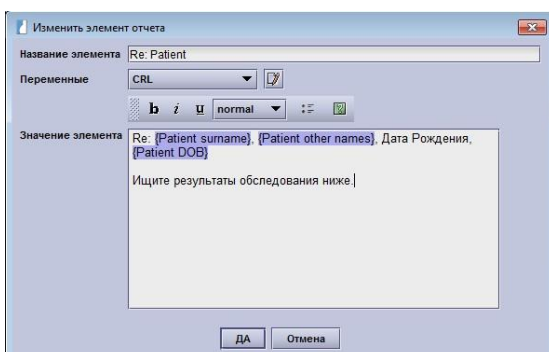 Изменить элемент отчета
Название элемента Re: Patient
Переменные CRL
b i u normal
Значение элемента Re: {Patient surname}, {Patient other names}, Дата Рождения,
{Patient DOB}
Ищите результаты обследования ниже.
ДА Отмена